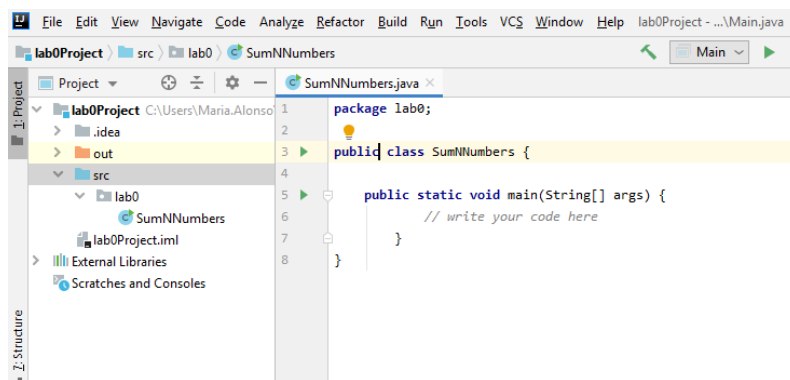 IJ File Edit View Navigate Code Analyze Refactor Build Run Tools VCS Window Help lab0Project - ...\Main.java
lab0Project src lab0 SumNNumbers Main
1: Project
Project
SumNNumbers.java
lab0Project C:\Users\Maria.Alonso
.idea
out
src
lab0
SumNNumbers
lab0Project.iml
External Libraries
Scratches and Consoles
Z: Structure
1 package lab0;
2
3 public class SumNNumbers {
4
5 public static void main(String[] args) {
6 // write your code here
7 }
8 }